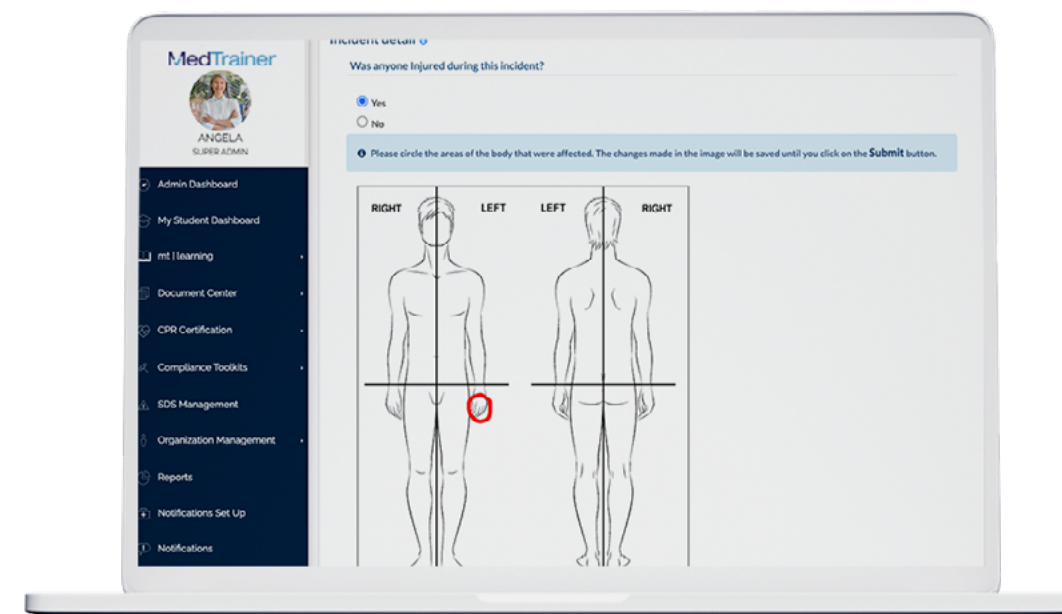 MedTrainer
ANGELA
SUPER ADMIN
Admin Dashboard
My Student Dashboard
mt | learning
Document Center
CPR Certification
Compliance Toolkits
SDS Management
Organization Management
Reports
Notifications Set Up
Notifications
Incident detail
Was anyone Injured during this incident?
Yes
No
Please circle the areas of the body that were affected. The changes made in the image will be saved until you click on the Submit button.
RIGHT LEFT LEFT RIGHT